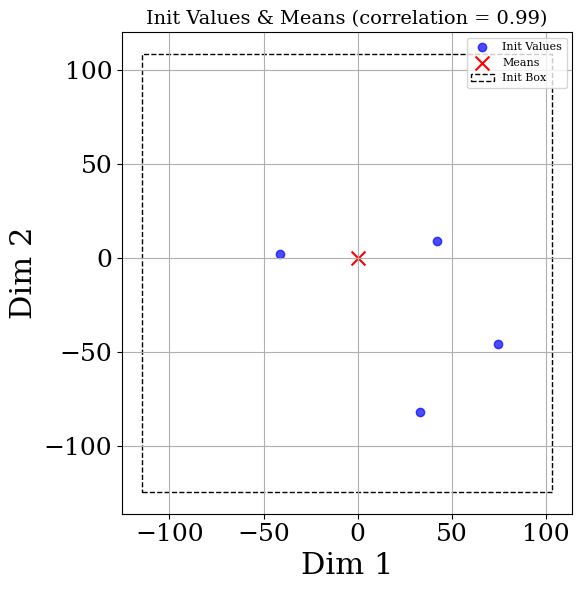 Init Values & Means (correlation = 0.99)
Init Values
Means
Init Box
100
50
0
−50
−100
Dim 2
−100
−50
0
50
100
Dim 1